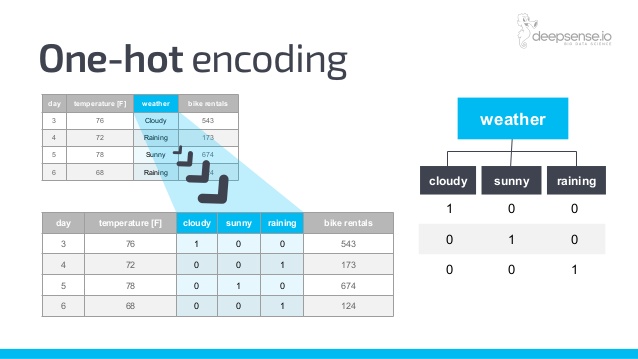 deepsense.io
BIG DATA SCIENCE
One-hot encoding
day temperature [F] weather bike rentals
3 76 Cloudy 543
4 72 Raining 173
5 78 Sunny 674
6 68 Raining
day temperature [F] cloudy sunny raining bike rentals
3 76 1 0 0 543
4 72 0 0 1 173
5 78 0 1 0 674
6 68 0 0 1 124
weather
cloudy sunny raining
1 0 0
0 1 0
0 0 1